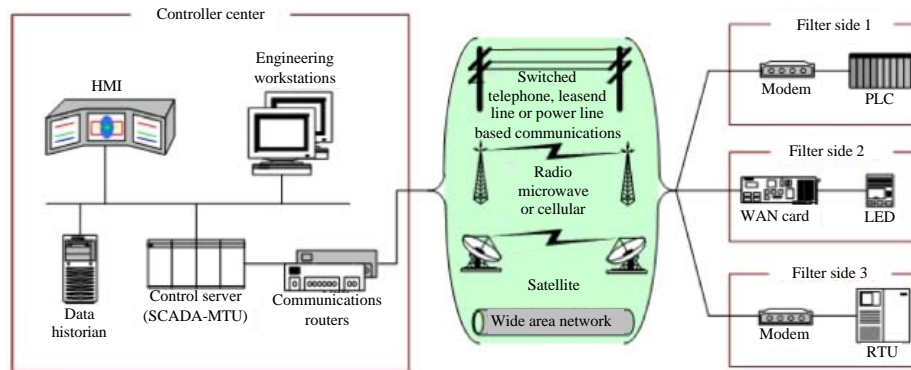 Controller center
HMI
Engineering
workstations
Data
historian
Control server
(SCADA-MTU)
Communications
routers
Switched
telephone, leasend
line or power line
based communications
Radio
microwave
or cellular
Satellite
Wide area network
Filter side 1
Modem
PLC
Filter side 2
WAN card
LED
Filter side 3
Modem
RTU